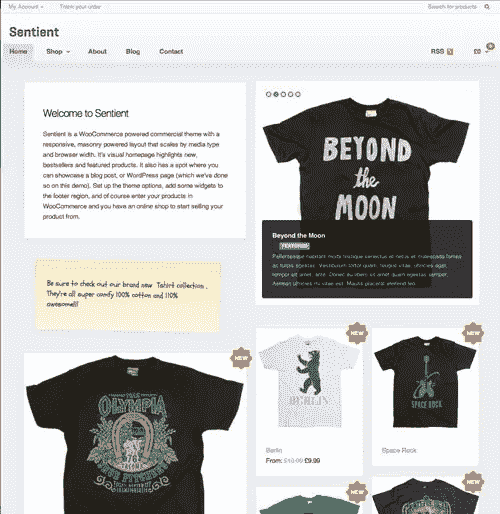 My Account
Track your order
Search for products
Sentient
Home
Shop
About
Blog
Contact
RSS
£0
0
Welcome to Sentient
Sentient is a WooCommerce powered commercial theme with a
responsive, masonry powered layout that scales by media type
and browser width. It's visual homepage highlights new,
bestsellers and featured products. It also has a spot where you
can showcase a blog post, or WordPress page (which we've done
so on this demo). Set up the theme options, add some widgets to
the footer region, and of course enter your products in
WooCommerce and you have an online shop to start selling your
product from.
BEYOND
the
MOON
Beyond the Moon
FEATURED
Pellentesque habitant morbi tristique senectus et netus et malesuada fames
ac turpis egestas. Vestibulum tortor quam, feugiat vitae, ultricies eget,
tempor sit amet, ante. Donec eu libero sit amet quam egestas semper.
Aenean ultricies mi vitae est. Mauris placerat eleifend leo.
Be sure to check out our brand new Tshirt collection .
They're all super comfy 100% cotton and 110%
awesome!!!
NEW
OLYMPIA
NEW
BERLIN
Berlin
From: £10.99 £9.99
NEW
SPACE ROCK
Space Rock
NEW
NEW